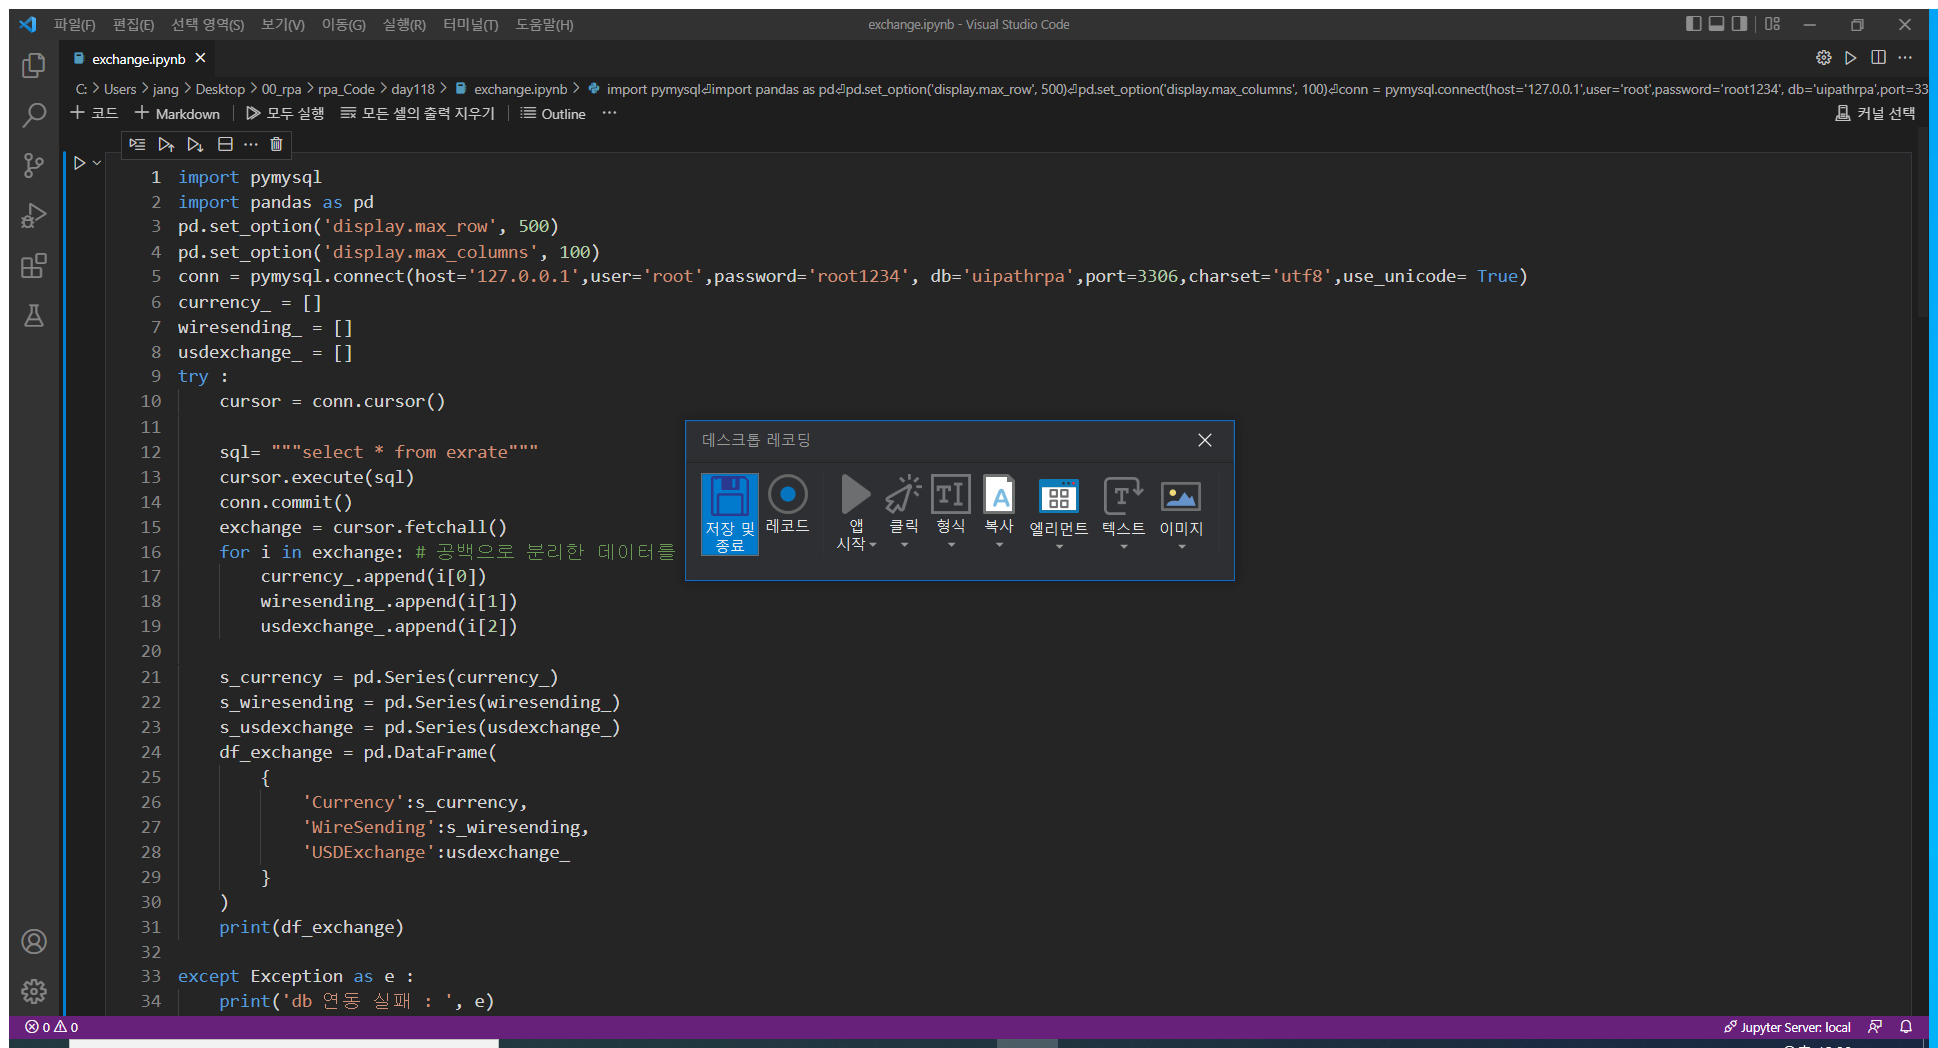 파일(F) 편집(E) 선택 영역(S) 보기(V) 이동(G) 실행(R) 터미널(T) 도움말(H) exchange.ipynb - Visual Studio Code
exchange.ipynb
C: > Users > jang > Desktop > 00_rpa > rpa_Code > day118 > exchange.ipynb > import pymysql⏎import pandas as pd⏎pd.set_option('display.max_row', 500)⏎pd.set_option('display.max_columns', 100)⏎conn = pymysql.connect(host='127.0.0.1',user='root',password='root1234', db='uipathrpa',port=33
+ 코드 + Markdown 모두 실행 모든 셀의 출력 지우기 Outline ··· 커널 선택
1 import pymysql
2 import pandas as pd
3 pd.set_option('display.max_row', 500)
4 pd.set_option('display.max_columns', 100)
5 conn = pymysql.connect(host='127.0.0.1',user='root',password='root1234', db='uipathrpa',port=3306,charset='utf8',use_unicode= True)
6 currency_ = []
7 wiresending_ = []
8 usdexchange_ = []
9 try :
10 cursor = conn.cursor()
11
12 sql= """select * from exrate"""
13 cursor.execute(sql)
14 conn.commit()
15 exchange = cursor.fetchall()
16 for i in exchange: # 공백으로 분리한 데이터를
17 currency_.append(i[0])
18 wiresending_.append(i[1])
19 usdexchange_.append(i[2])
20
21 s_currency = pd.Series(currency_)
22 s_wiresending = pd.Series(wiresending_)
23 s_usdexchange = pd.Series(usdexchange_)
24 df_exchange = pd.DataFrame(
25 {
26 'Currency':s_currency,
27 'WireSending':s_wiresending,
28 'USDExchange':usdexchange_
29 }
30 )
31 print(df_exchange)
32
33 except Exception as e :
34 print('db 연동 실패 : ', e)
데스크톱 레코딩
저장 및 종료 레코드 앱 시작 클릭 형식 복사 엘리먼트 텍스트 이미지
0 0 Jupyter Server: local